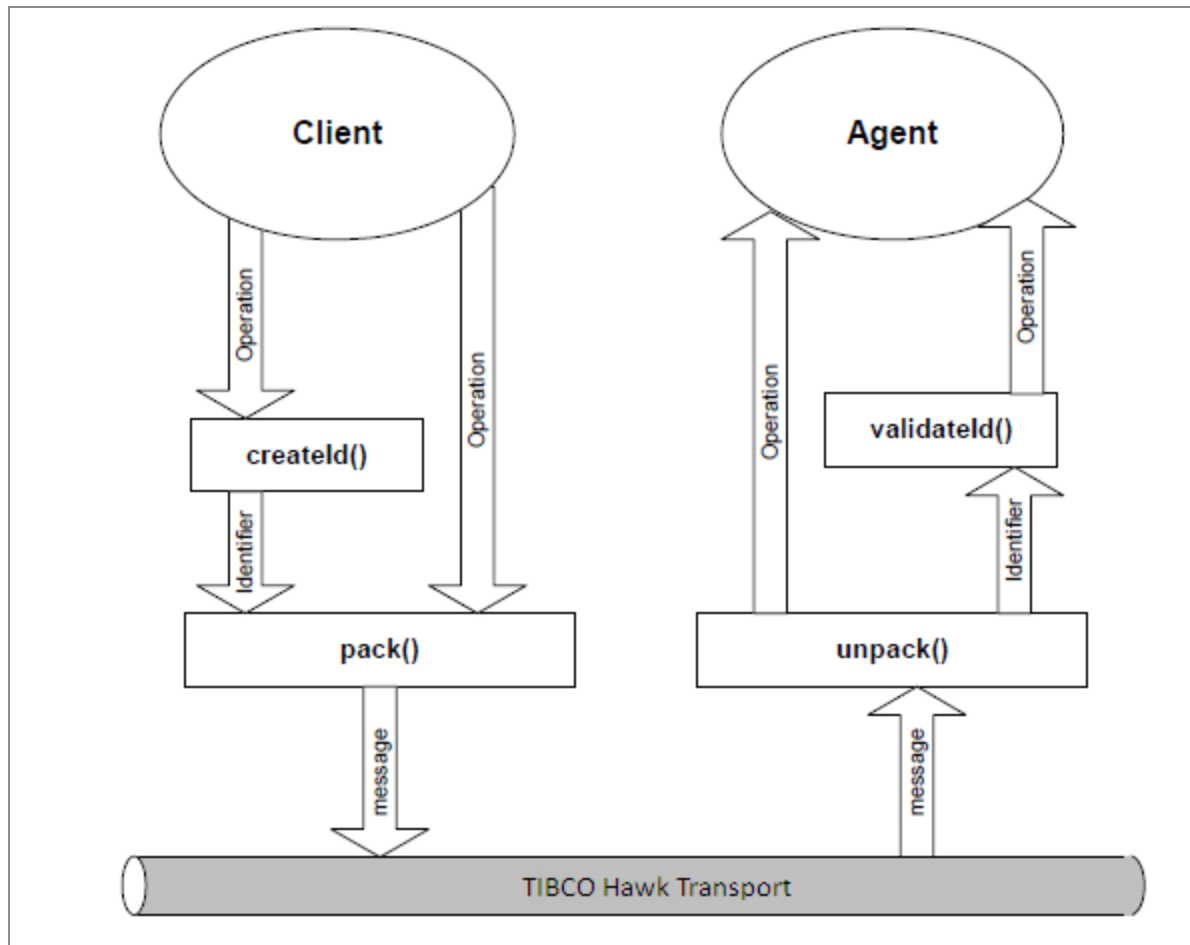 Client
Agent
Operation
Operation
Operation
Operation
createId()
validateId()
Identifier
Identifier
pack()
unpack()
message
message
TIBCO Hawk Transport